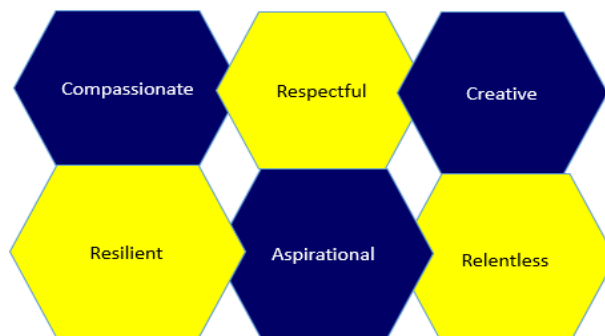 Compassionate
Respectful
Creative
Resilient
Aspirational
Relentless